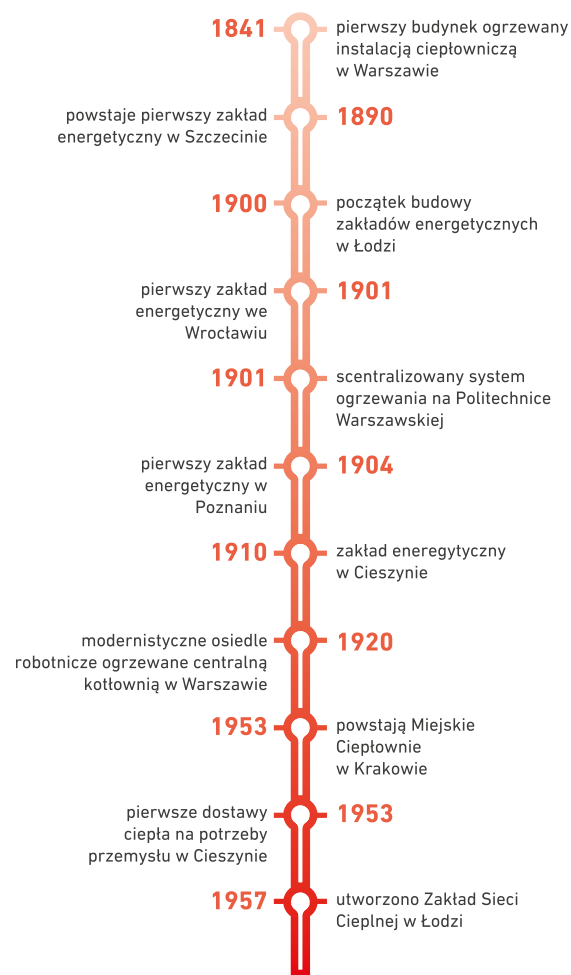 1841
pierwszy budynek ogrzewany
instalacją ciepłowniczą
w Warszawie
powstaje pierwszy zakład
energetyczny w Szczecinie
1890
1900
początek budowy
zakładów energetycznych
w Łodzi
pierwszy zakład
energetyczny we
Wrocławiu
1901
1901
scentralizowany system
ogrzewania na Politechnice
Warszawskiej
pierwszy zakład
energetyczny w
Poznaniu
1904
1910
zakład eneregytyczny
w Cieszynie
modernistyczne osiedle
robotnicze ogrzewane centralną
kotłownią w Warszawie
1920
1953
powstają Miejskie
Ciepłownie
w Krakowie
pierwsze dostawy
ciepła na potrzeby
przemysłu w Cieszynie
1953
1957
utworzono Zakład Sieci
Cieplnej w Łodzi